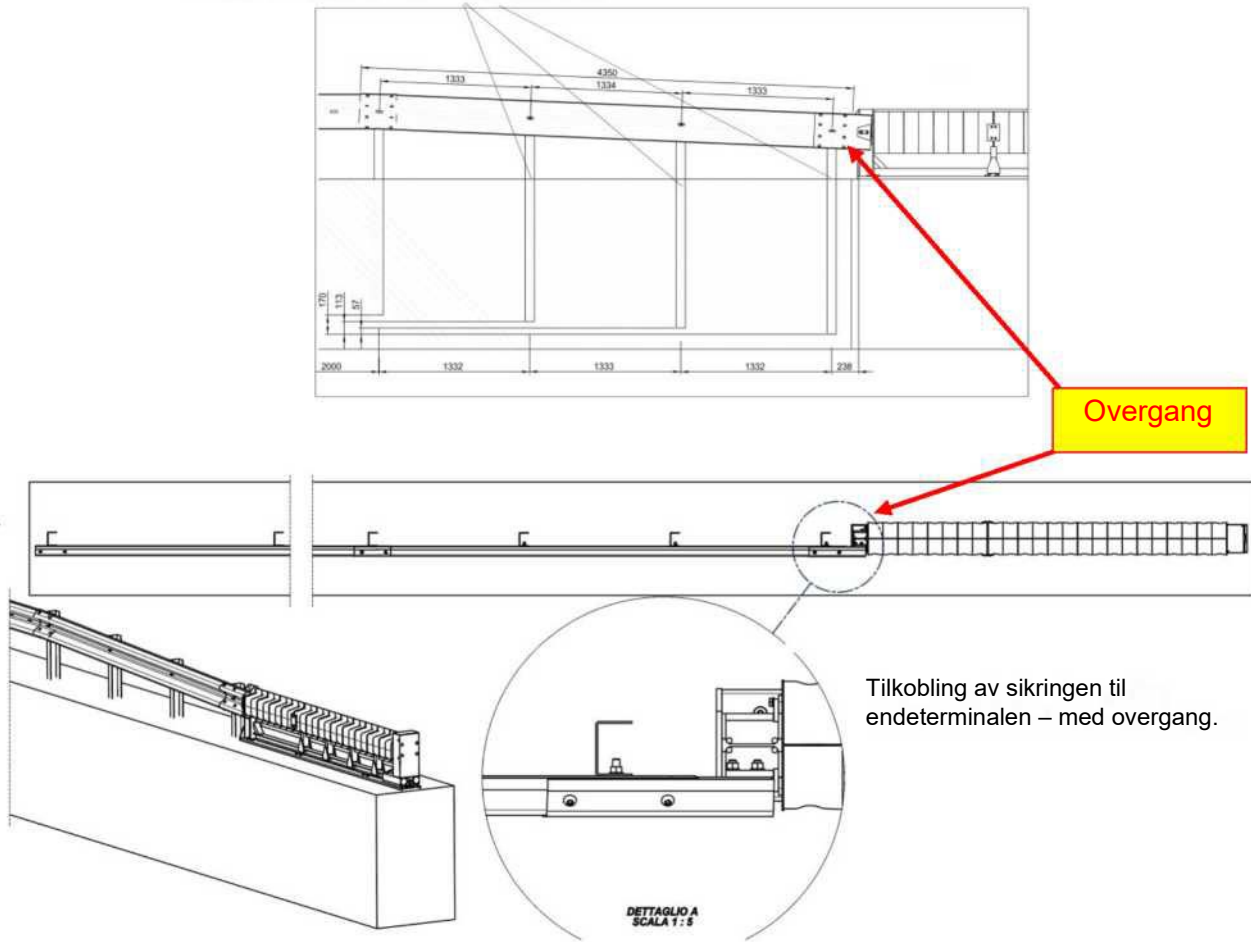 4350
1333
1334
1333
170
113
57
2000
1332
1333
1332
238
Overgang
Tilkobling av sikringen til
endeterminalen – med overgang.
DETTAGLIO A
SCALA 1 : 5